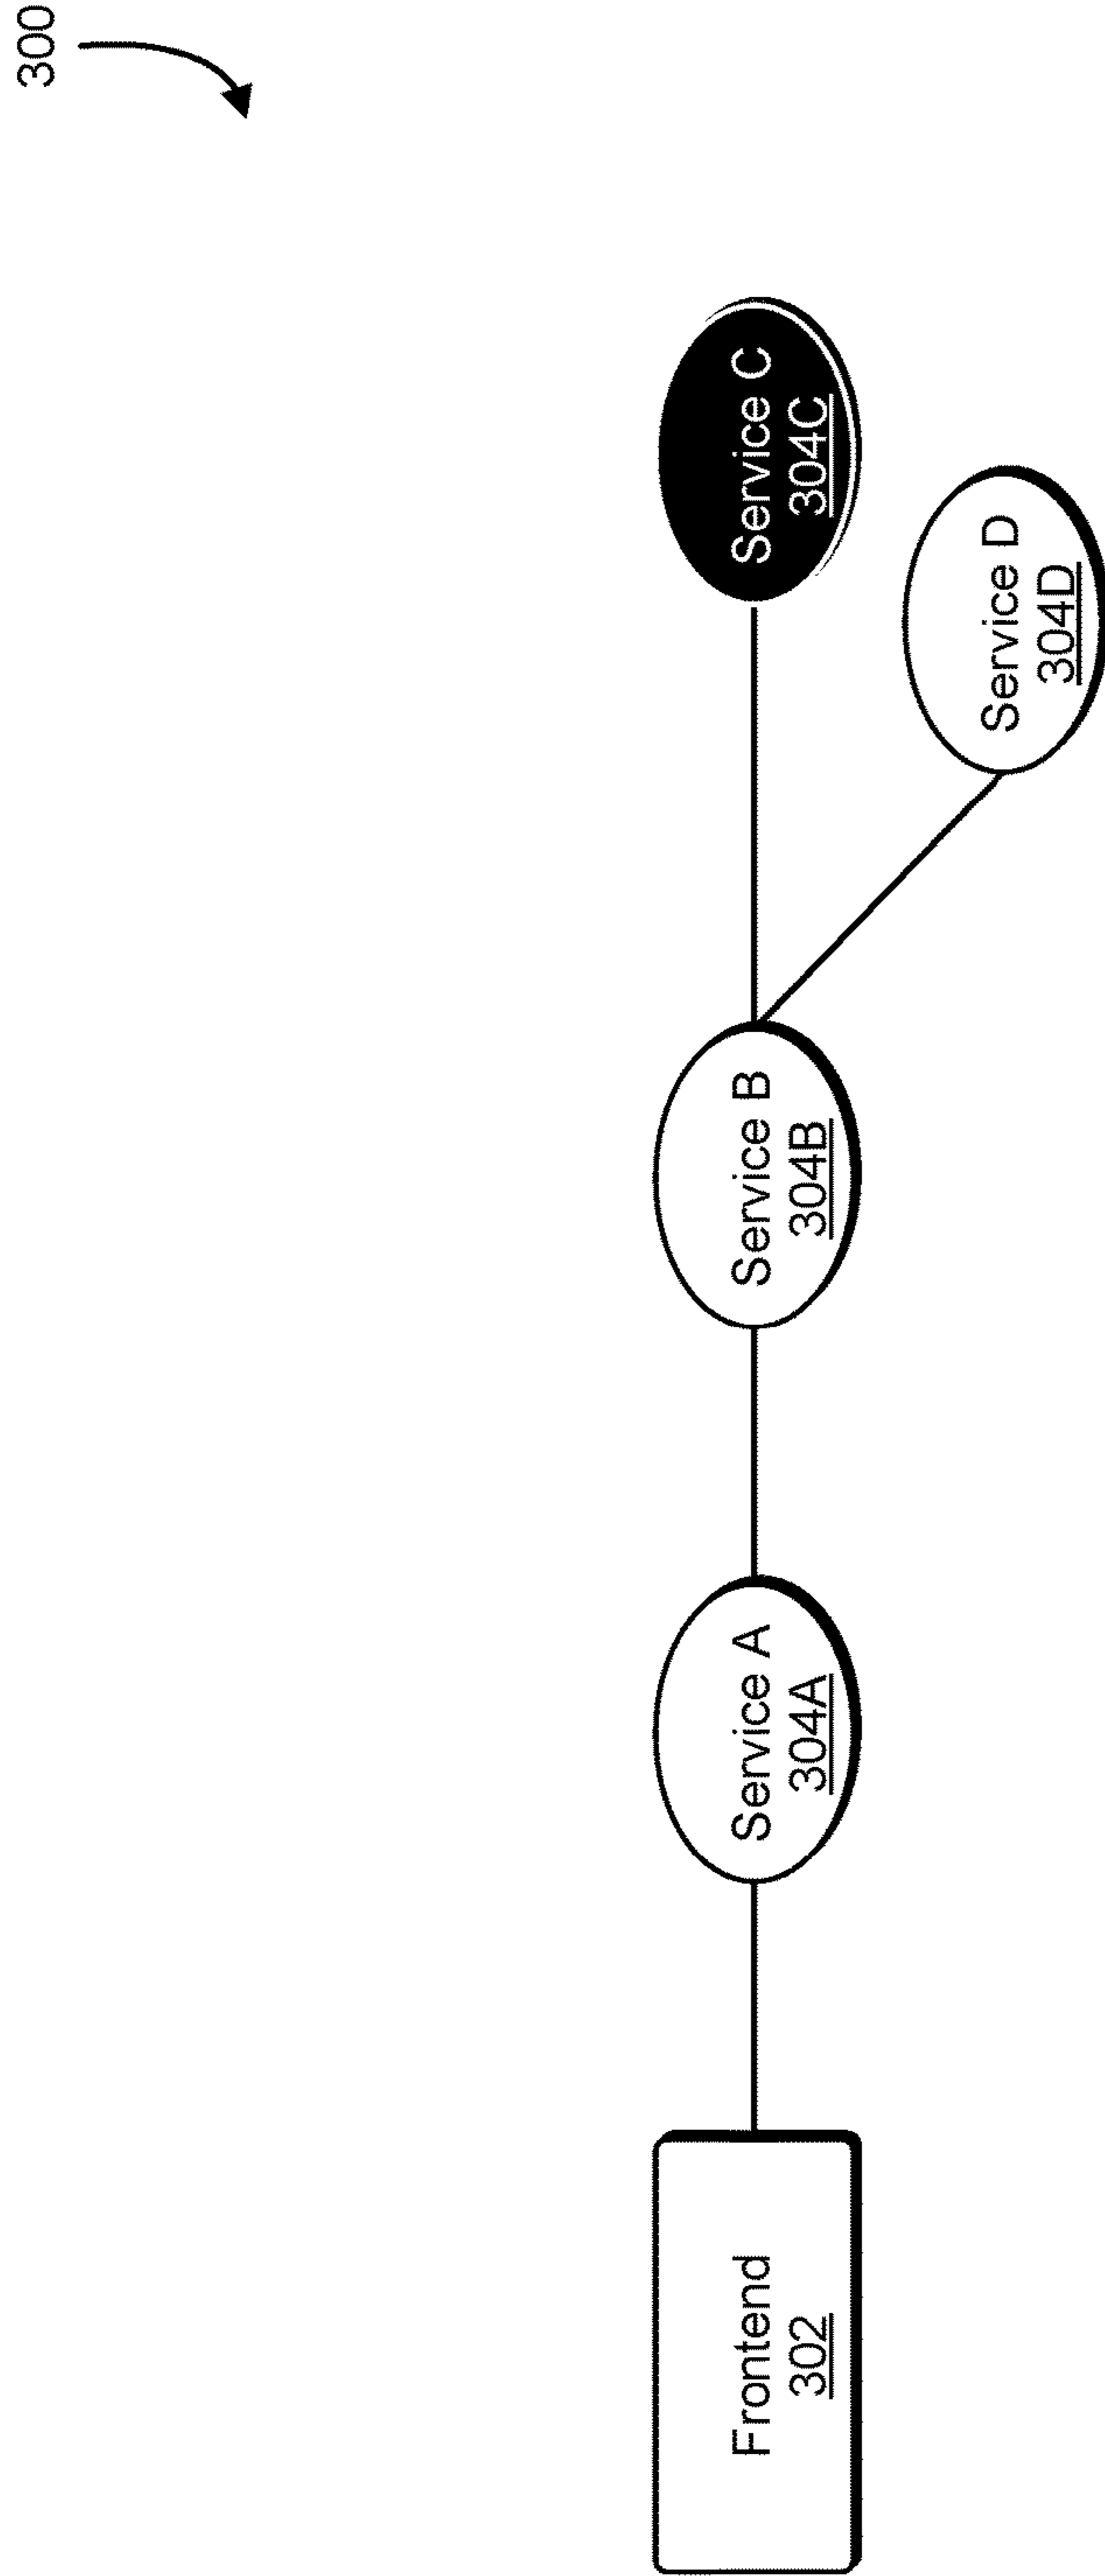 300
Frontend
302
Service A
304A
Service B
304B
Service C
304C
Service D
304D